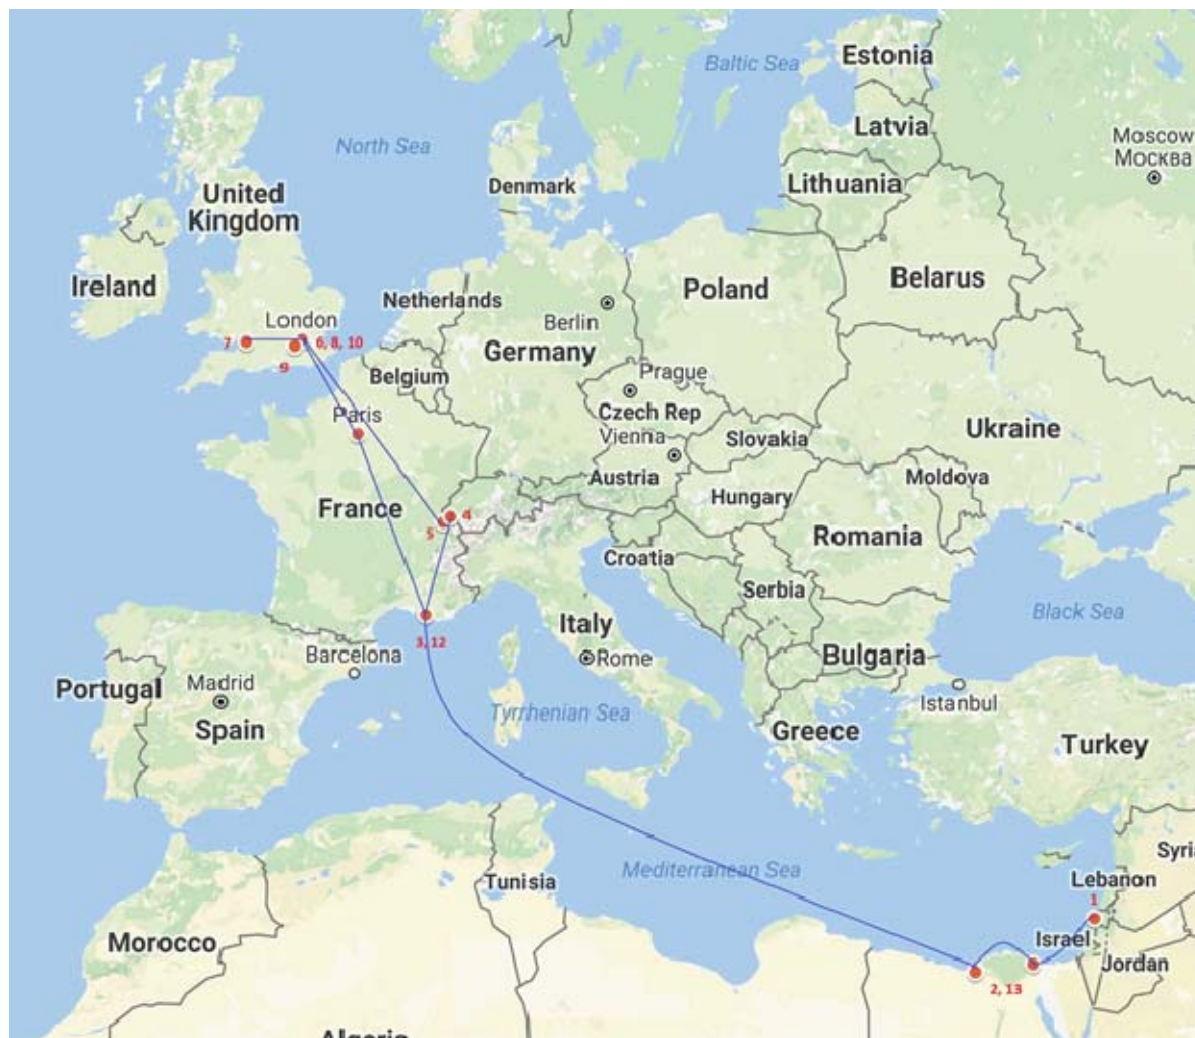 Estonia
Baltic Sea
Latvia
Moscow
Москва
North Sea
Denmark
Lithuania
United
Kingdom
Ireland
Belarus
Poland
Netherlands
London
Berlin
7
6, 8, 10
9
Germany
Belgium
Prague
Czech Rep
Paris
Vienna
Slovakia
Ukraine
Austria
Moldova
Hungary
France
4
5
Romania
Croatia
Serbia
Black Sea
Italy
3, 12
Barcelona
Rome
Bulgaria
Portugal
Madrid
Istanbul
Tyrrhenian Sea
Spain
Greece
Turkey
Syri
Mediterranean Sea
Lebanon
Tunisia
1
Morocco
Israel
Jordan
2, 13
Algeria